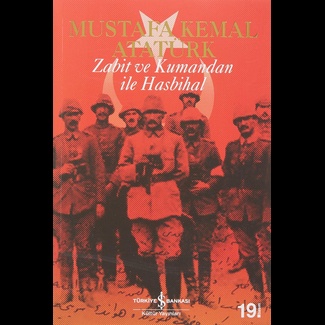 MUSTAFA KEMAL
ATATÜRK
Zabit ve Kumandan
ile Hasbihal
TÜRKİYE İŞ BANKASI
Kültür Yayınları
19